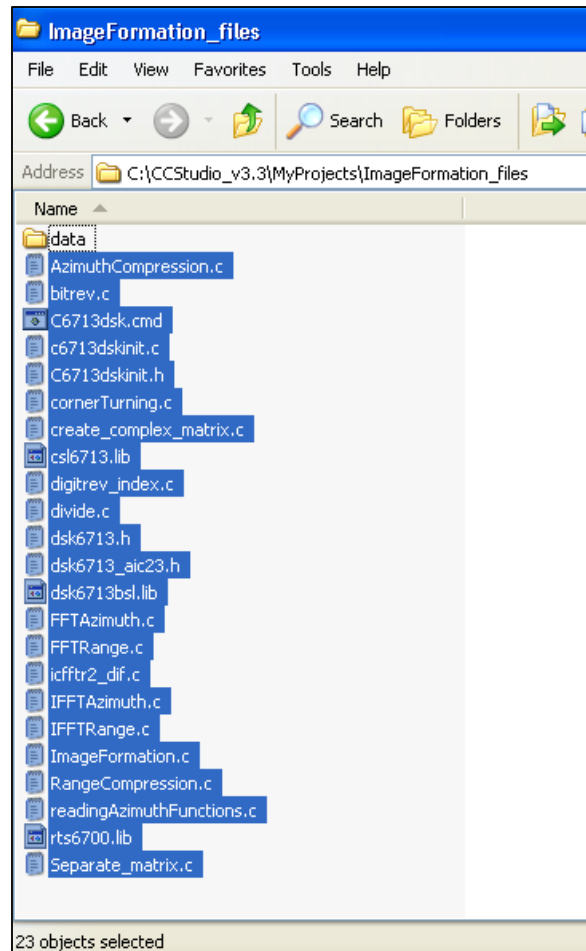 ImageFormation_files
File Edit View Favorites Tools Help
Back Search Folders
Address C:\CCStudio_v3.3\MyProjects\ImageFormation_files
Name
data
AzimuthCompression.c
bitrev.c
C6713dsk.cmd
c6713dskinit.c
C6713dskinit.h
cornerTurning.c
create_complex_matrix.c
csl6713.lib
digitrev_index.c
divide.c
dsk6713.h
dsk6713_aic23.h
dsk6713bsl.lib
FFTAzimuth.c
FFTRange.c
icfftr2_dif.c
IFFTAzimuth.c
IFFTRange.c
ImageFormation.c
RangeCompression.c
readingAzimuthFunctions.c
rts6700.lib
Separate_matrix.c
23 objects selected